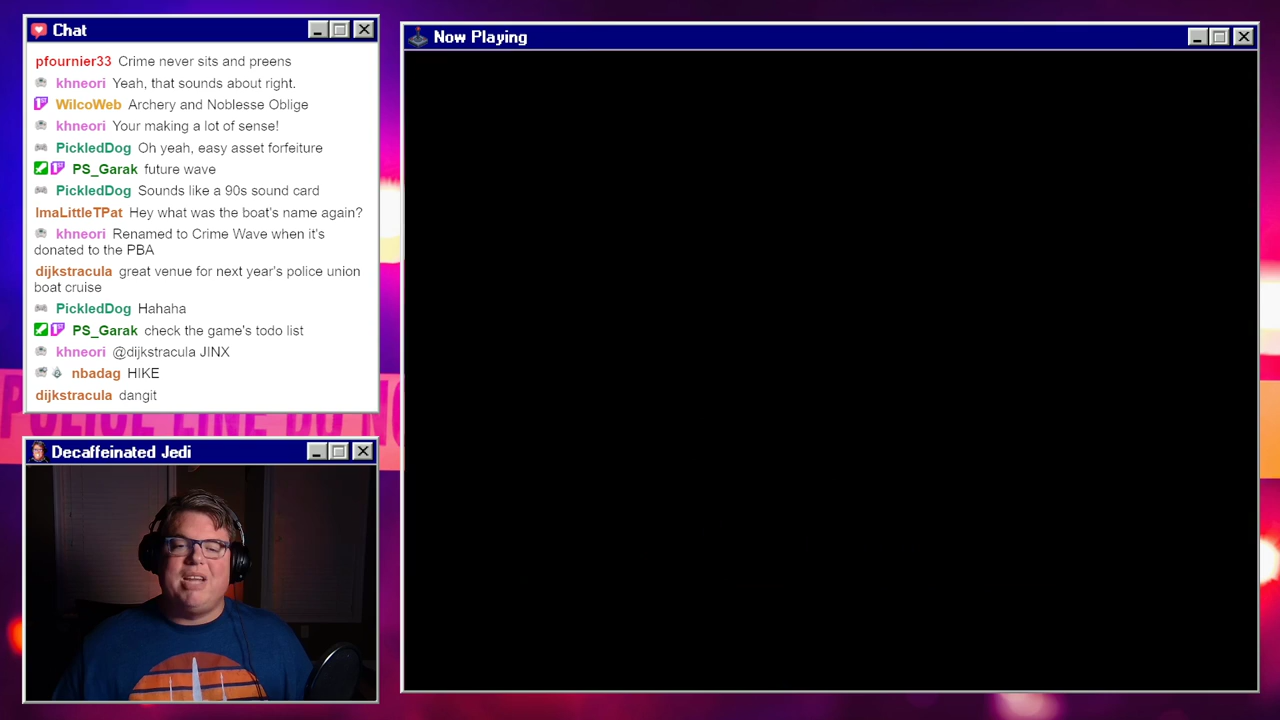 Chat
pfournier33 Crime never sits and preens
khneori Yeah, that sounds about right.
WilcoWeb Archery and Noblesse Oblige
khneori Your making a lot of sense!
PickledDog Oh yeah, easy asset forfeiture
PS_Garak future wave
PickledDog Sounds like a 90s sound card
ImaLittleTPat Hey what was the boat's name again?
khneori Renamed to Crime Wave when it's
donated to the PBA
dijkstracula great venue for next year's police union
boat cruise
PickledDog Hahaha
PS_Garak check the game's todo list
khneori @dijkstracula JINX
nbadag HIKE
dijkstracula dangit
POLICE LINE DO NO
Decaffeinated Jedi
Now Playing